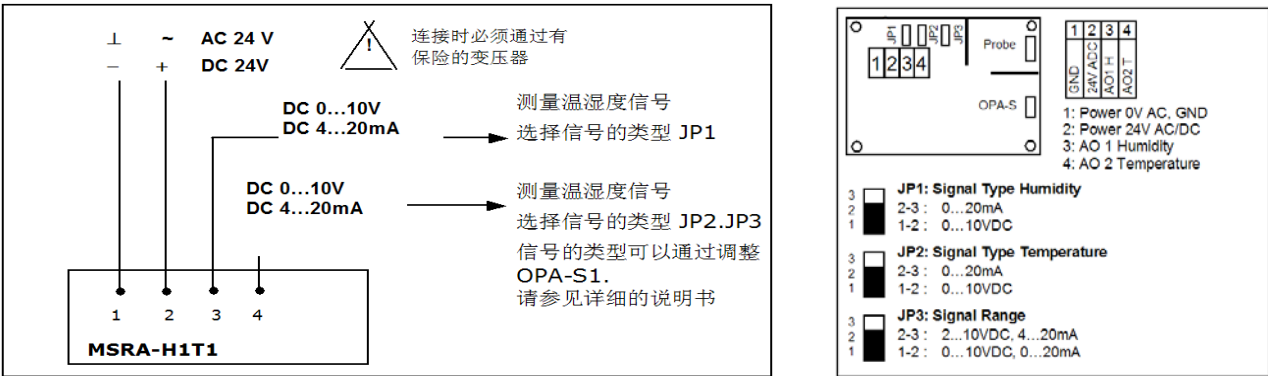 ⊥ ~ AC 24 V
− + DC 24V
!
连接时必须通过有
保险的变压器
DC 0...10V
DC 4...20mA
测量温湿度信号
选择信号的类型 JP1
DC 0...10V
DC 4...20mA
测量温湿度信号
选择信号的类型 JP2.JP3
信号的类型可以通过调整
OPA-S1.
请参见详细的说明书
1 2 3 4
MSRA-H1T1
JP1 JP2 JP3
Probe
1 2 3 4
OPA-S
1 2 3 4
GND
24V ADC
AO1 H
AO2 T
1: Power 0V AC, GND
2: Power 24V AC/DC
3: AO 1 Humidity
4: AO 2 Temperature
JP1: Signal Type Humidity
3
2 2-3 : 0...20mA
1 1-2 : 0...10VDC
JP2: Signal Type Temperature
3
2 2-3 : 0...20mA
1 1-2 : 0...10VDC
JP3: Signal Range
3
2 2-3 : 2...10VDC, 4...20mA
1 1-2 : 0...10VDC, 0...20mA